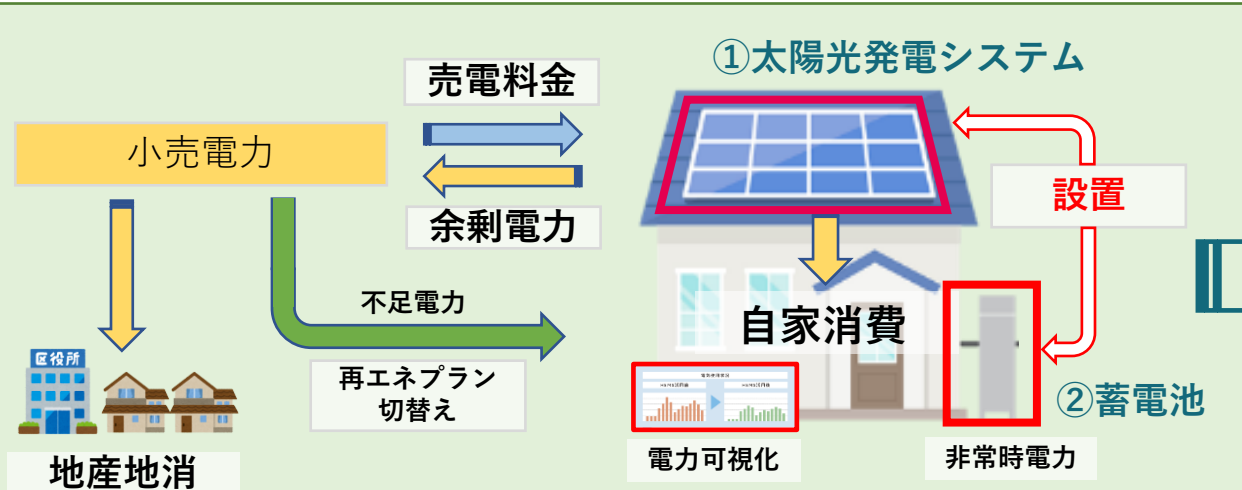 ①太陽光発電システム
売電料金
小売電力
設置
余剰電力
不足電力
自家消費
区役所
再エネプラン
切替え
②蓄電池
地産地消
電力可視化
非常時電力